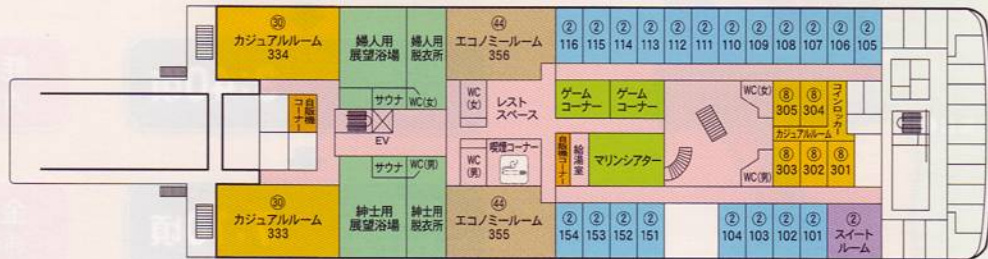 ㉚
カジュアルルーム
334
婦人用
展望浴場
婦人用
脱衣所
㊹
エコノミールーム
356
②
116
②
115
②
114
②
113
②
112
②
111
②
110
②
109
②
108
②
107
②
106
②
105
自販機
コーナー
サウナ
WC(女)
EV
サウナ
WC(男)
WC
(女)
レスト
スペース
WC
(男)
喫煙コーナー
ゲーム
コーナー
ゲーム
コーナー
自販機コーナー
給湯室
マリンシアター
WC(女)
WC(男)
⑧
305
⑧
304
コインロッカー
カジュアルルーム
⑧
303
⑧
302
⑧
301
㉚
カジュアルルーム
333
紳士用
展望浴場
紳士用
脱衣所
㊹
エコノミールーム
355
②
154
②
153
②
152
②
151
②
104
②
103
②
102
②
101
②
スイート
ルーム